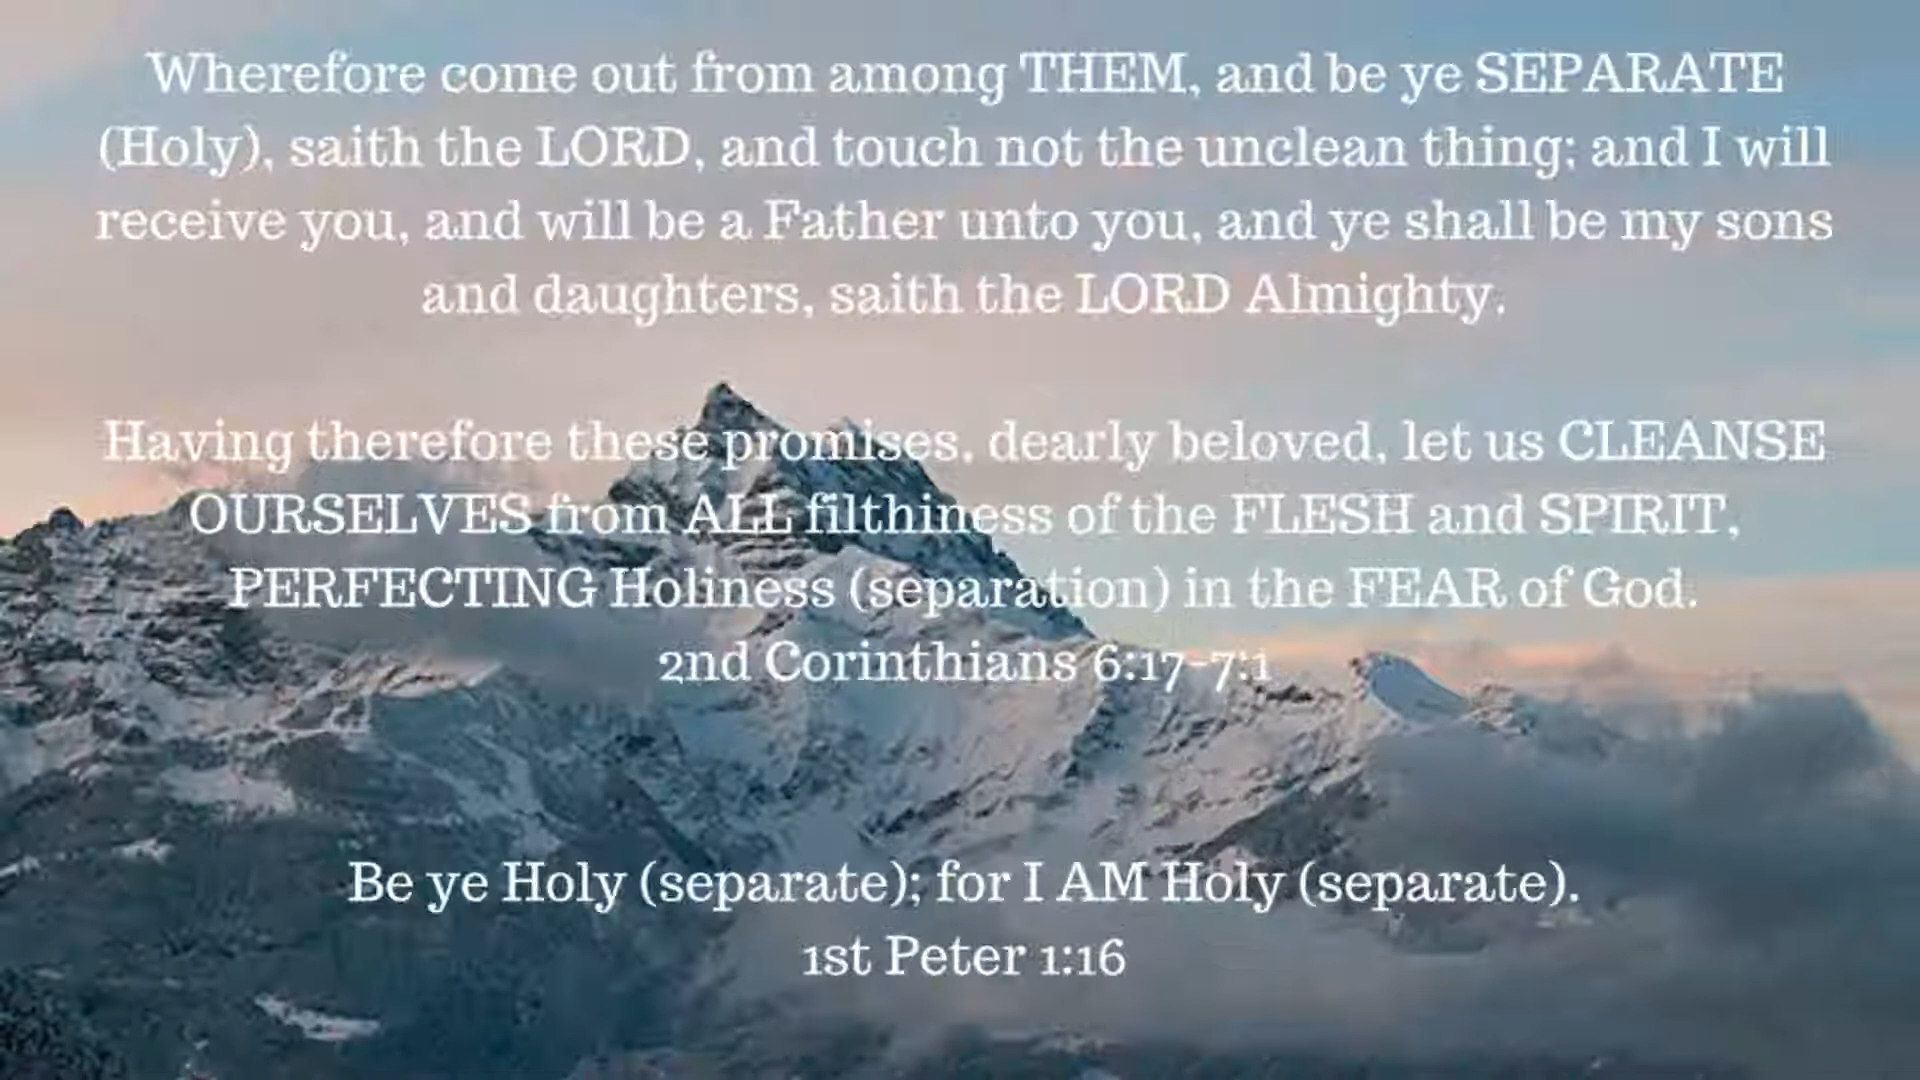 Wherefore come out from among THEM, and be ye SEPARATE
(Holy), saith the LORD, and touch not the unclean thing; and I will
receive you, and will be a Father unto you, and ye shall be my sons
and daughters, saith the LORD Almighty.
Having therefore these promises, dearly beloved, let us CLEANSE
OURSELVES from ALL filthiness of the FLESH and SPIRIT,
PERFECTING Holiness (separation) in the FEAR of God.
2nd Corinthians 6:17-7:1
Be ye Holy (separate); for I AM Holy (separate).
1st Peter 1:16